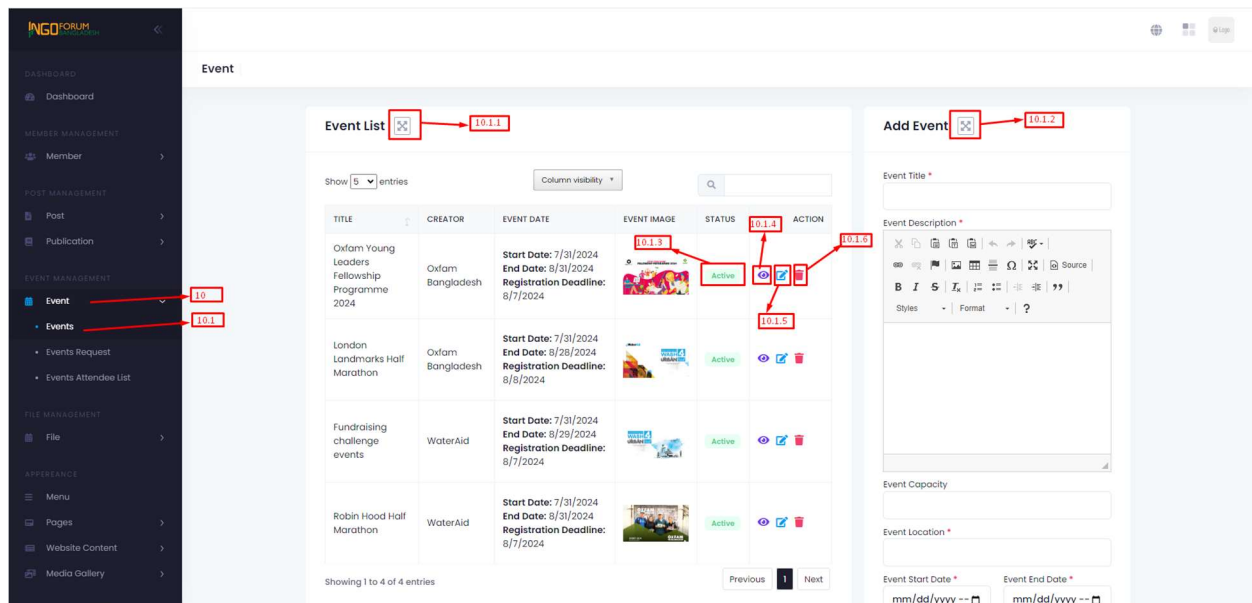 INGO FORUM
BANGLADESH
Logo
DASHBOARD
Dashboard
MEMBER MANAGEMENT
Member
POST MANAGEMENT
Post
Publication
EVENT MANAGEMENT
Event
10
Events
10.1
Events Request
Events Attendee List
FILE MANAGEMENT
File
APPEREANCE
Menu
Pages
Website Content
Media Gallery
Event
Event List
10.1.1
Show 5 entries
Column visibility
TITLE CREATOR EVENT DATE EVENT IMAGE STATUS ACTION
10.1.3
10.1.4
10.1.6
10.1.5
Oxfam Young
Leaders
Fellowship
Programme
2024
Oxfam
Bangladesh
Start Date: 7/31/2024
End Date: 8/31/2024
Registration Deadline:
8/7/2024
Active
London
Landmarks Half
Marathon
Oxfam
Bangladesh
Start Date: 7/31/2024
End Date: 8/28/2024
Registration Deadline:
8/8/2024
Active
Fundraising
challenge
events
WaterAid
Start Date: 7/31/2024
End Date: 8/29/2024
Registration Deadline:
8/7/2024
Active
Robin Hood Half
Marathon
WaterAid
Start Date: 7/31/2024
End Date: 8/31/2024
Registration Deadline:
8/7/2024
Active
Showing 1 to 4 of 4 entries
Previous 1 Next
Add Event
10.1.2
Event Title *
Event Description *
Source
B I S Tx
Styles Format ?
Event Capacity
Event Location *
Event Start Date * Event End Date *
mm/dd/yyyy -- mm/dd/yyyy --